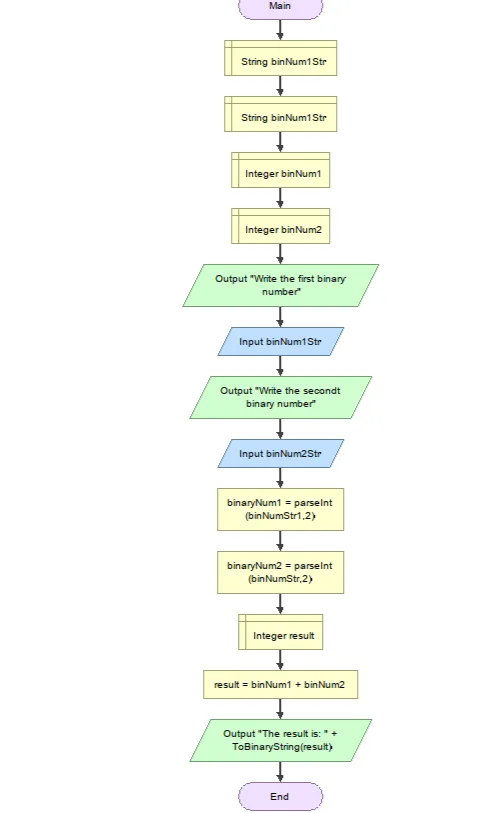 Main
String binNum1Str
String binNum1Str
Integer binNum1
Integer binNum2
Output "Write the first binary
number"
Input binNum1Str
Output "Write the secondt
binary number"
Input binNum2Str
binaryNum1 = parseInt
(binNumStr1,2)
binaryNum2 = parseInt
(binNumStr,2)
Integer result
result = binNum1 + binNum2
Output "The result is: " +
ToBinaryString(result)
End